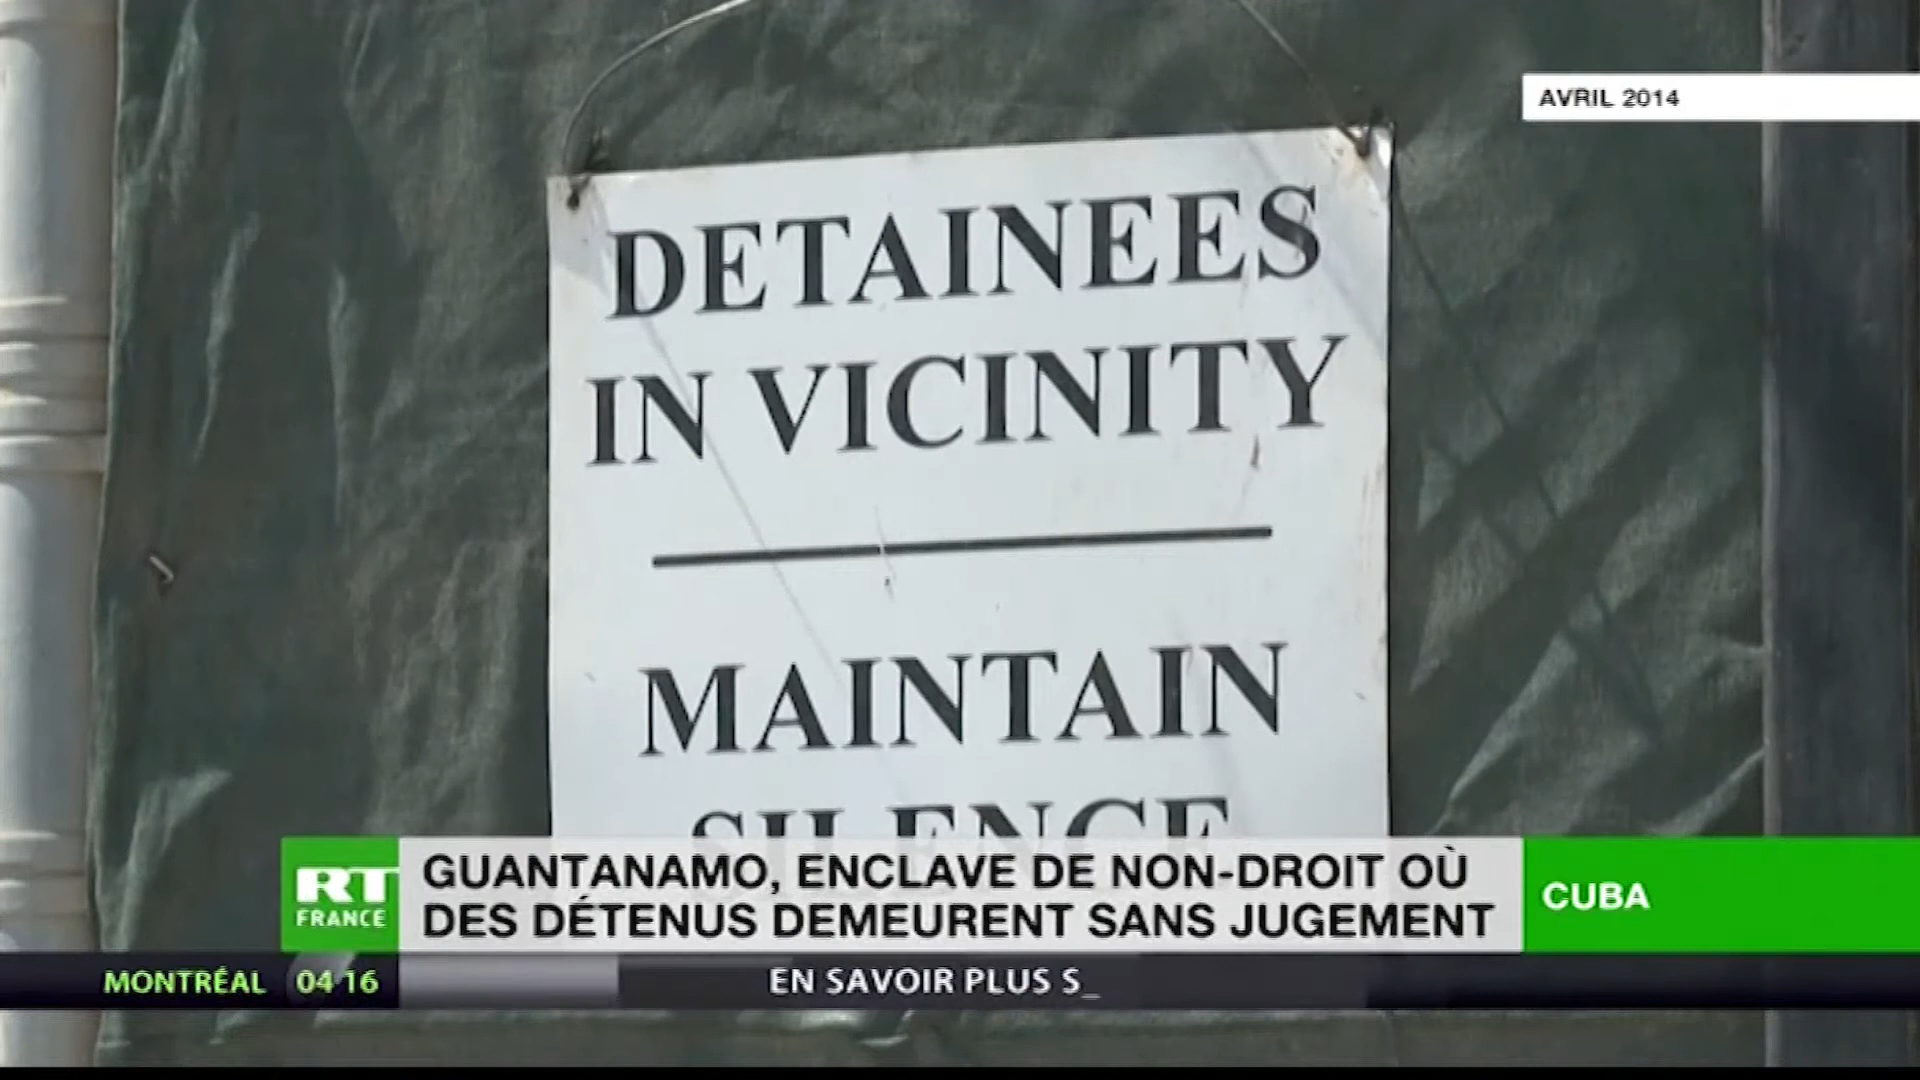 AVRIL 2014
DETAINEES
IN VICINITY
MAINTAIN
SILENCE
RT
FRANCE
GUANTANAMO, ENCLAVE DE NON-DROIT OÙ
DES DÉTENUS DEMEURENT SANS JUGEMENT
CUBA
MONTRÉAL 04:16
EN SAVOIR PLUS S_